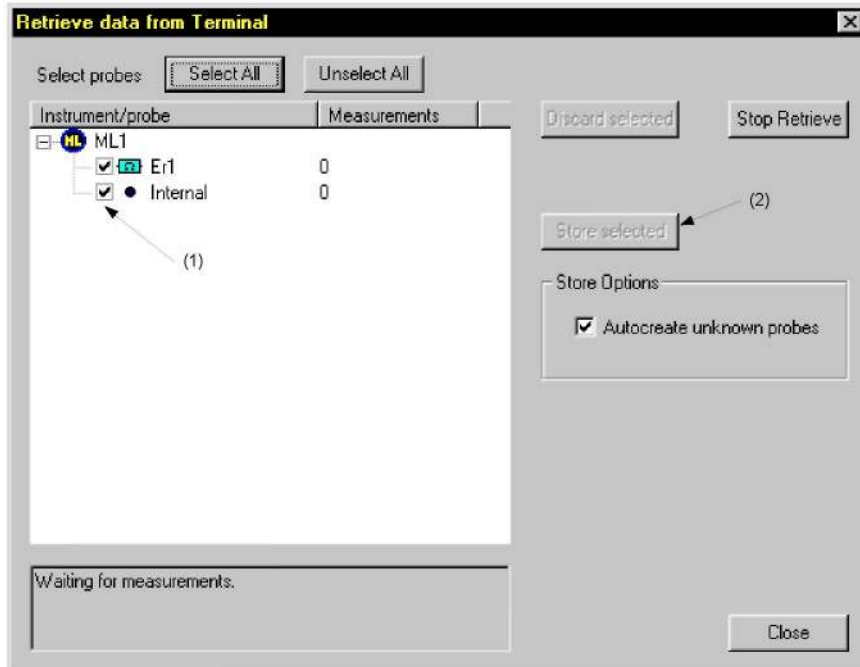 Retrieve data from Terminal
Select probes Select All Unselect All
Instrument/probe Measurements Discard selected Stop Retrieve
ML ML1
Ω Er1 0
Internal 0
(2)
Store selected
(1)
Store Options
Autocreate unknown probes
Waiting for measurements.
Close